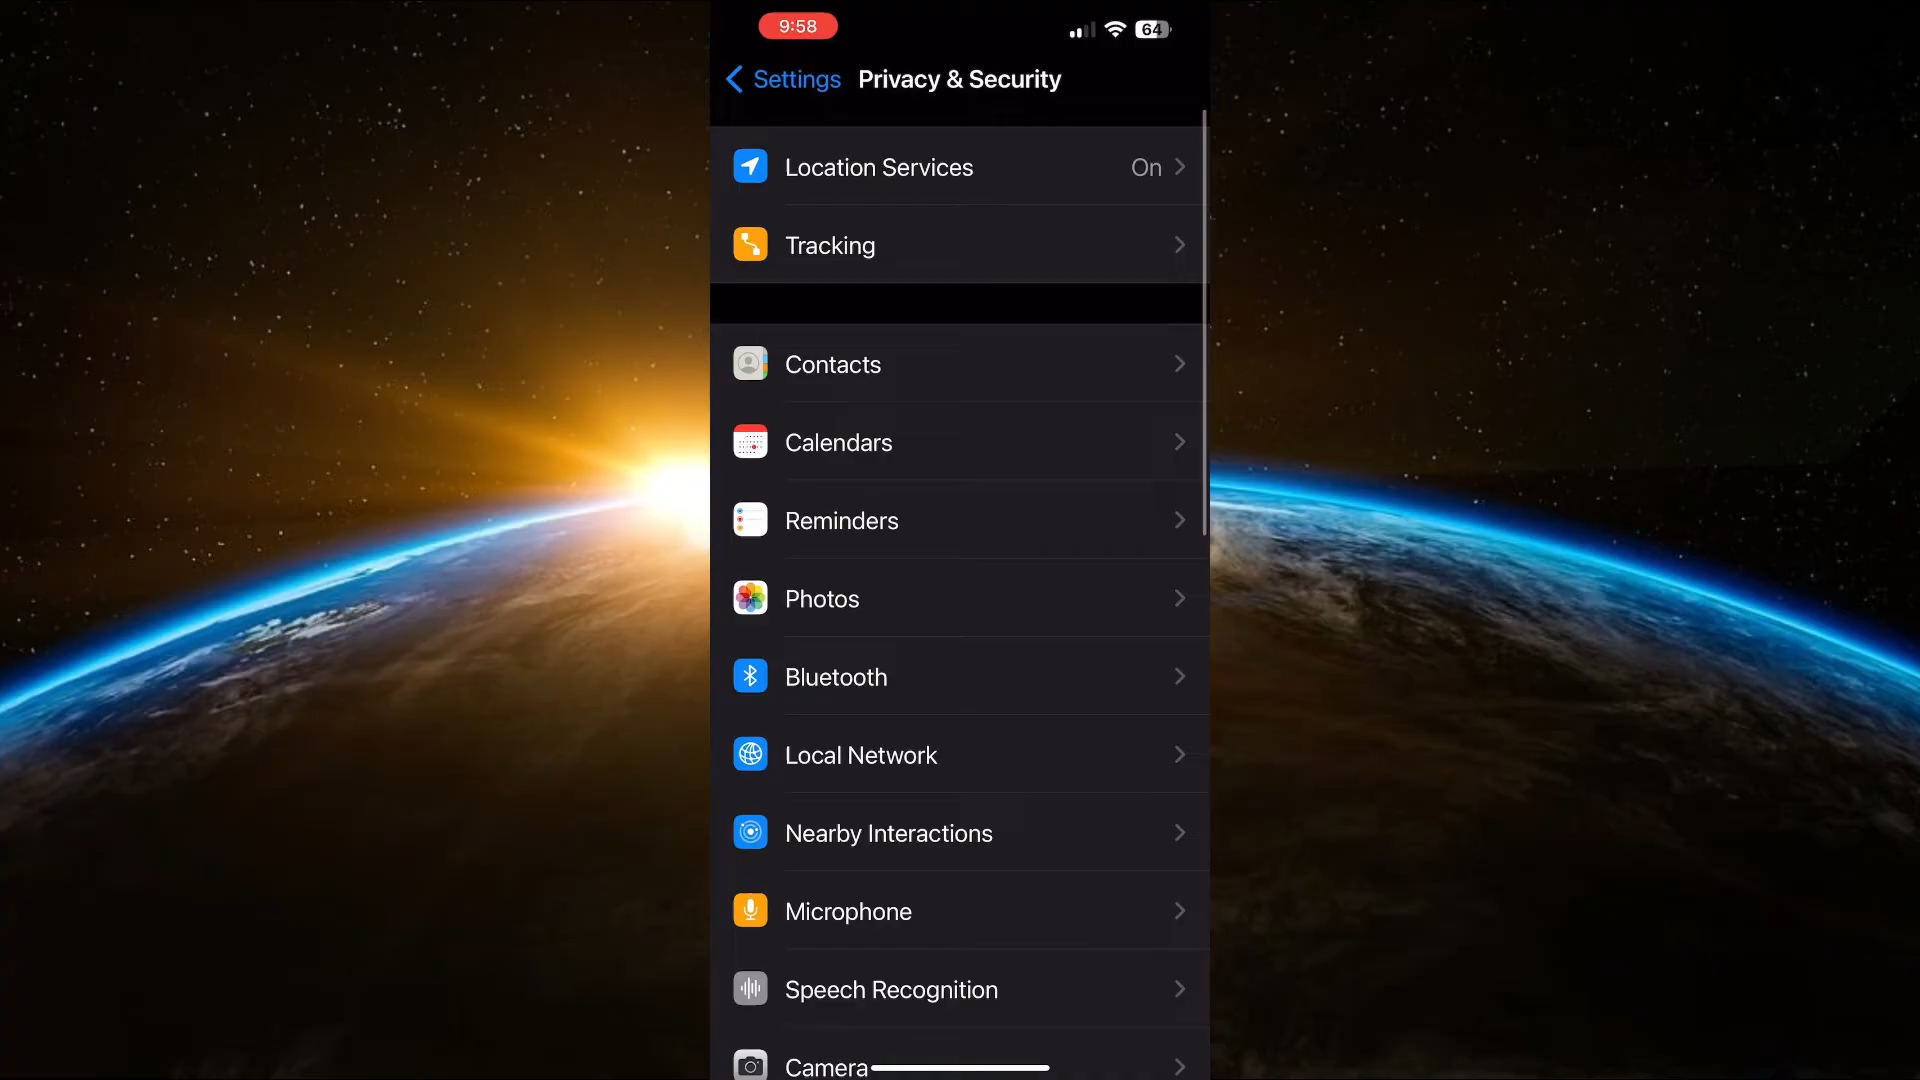 9:58
64
Settings Privacy & Security
Location Services On
Tracking
Contacts
Calendars
Reminders
Photos
Bluetooth
Local Network
Nearby Interactions
Microphone
Speech Recognition
Camera